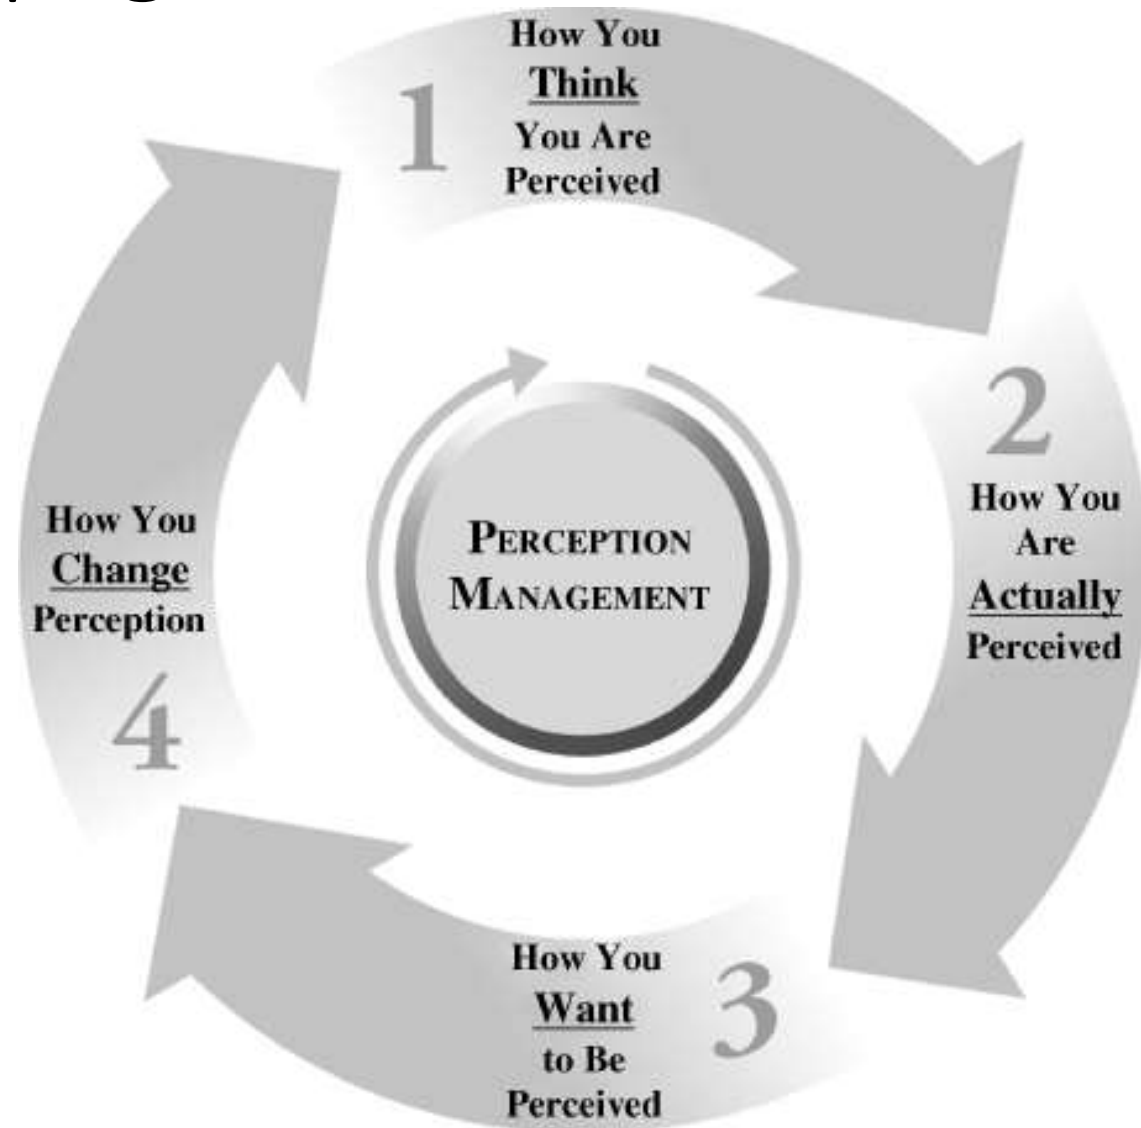 1
How You
Think
You Are
Perceived
2
How You
Are
Actually
Perceived
3
How You
Want
to Be
Perceived
4
How You
Change
Perception
PERCEPTION
MANAGEMENT